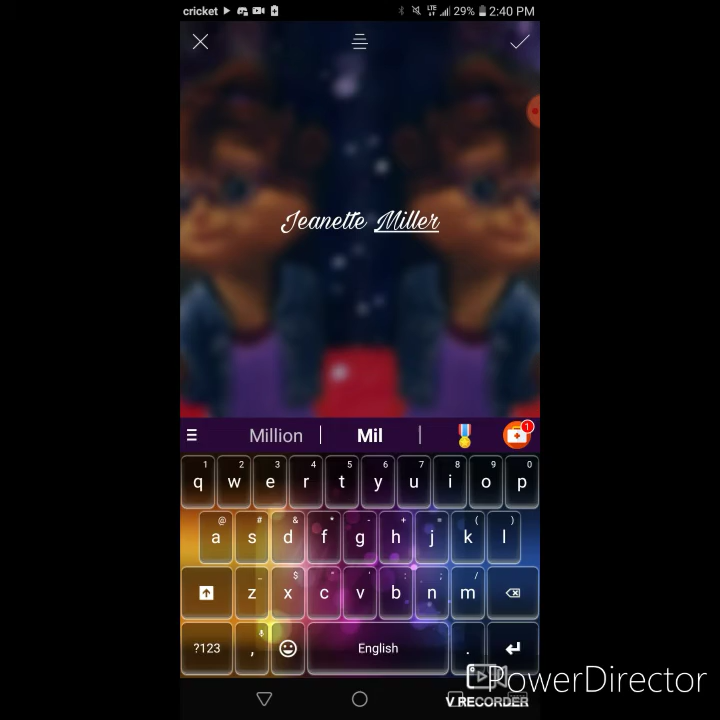 cricket LTE 29% 2:40 PM
Jeanette Miller
Million Mil 1
1 2 3 4 5 6 7 8 9 0
q w e r t y u i o p
@ # & * - + = ( )
a s d f g h j k l
_ $ " ' : ; /
z x c v b n m
?123 , English .
PowerDirector
V RECORDER